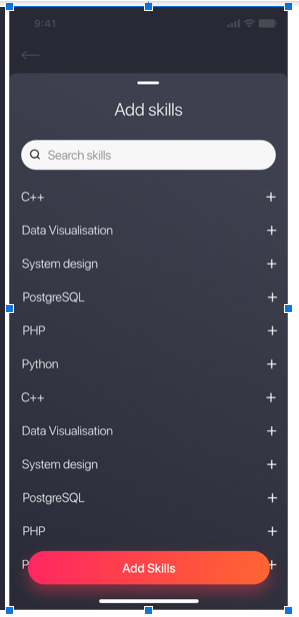 9:41
Add skills
Search skills
C++
Data Visualisation
System design
PostgreSQL
PHP
Python
C++
Data Visualisation
System design
PostgreSQL
PHP
Add Skills